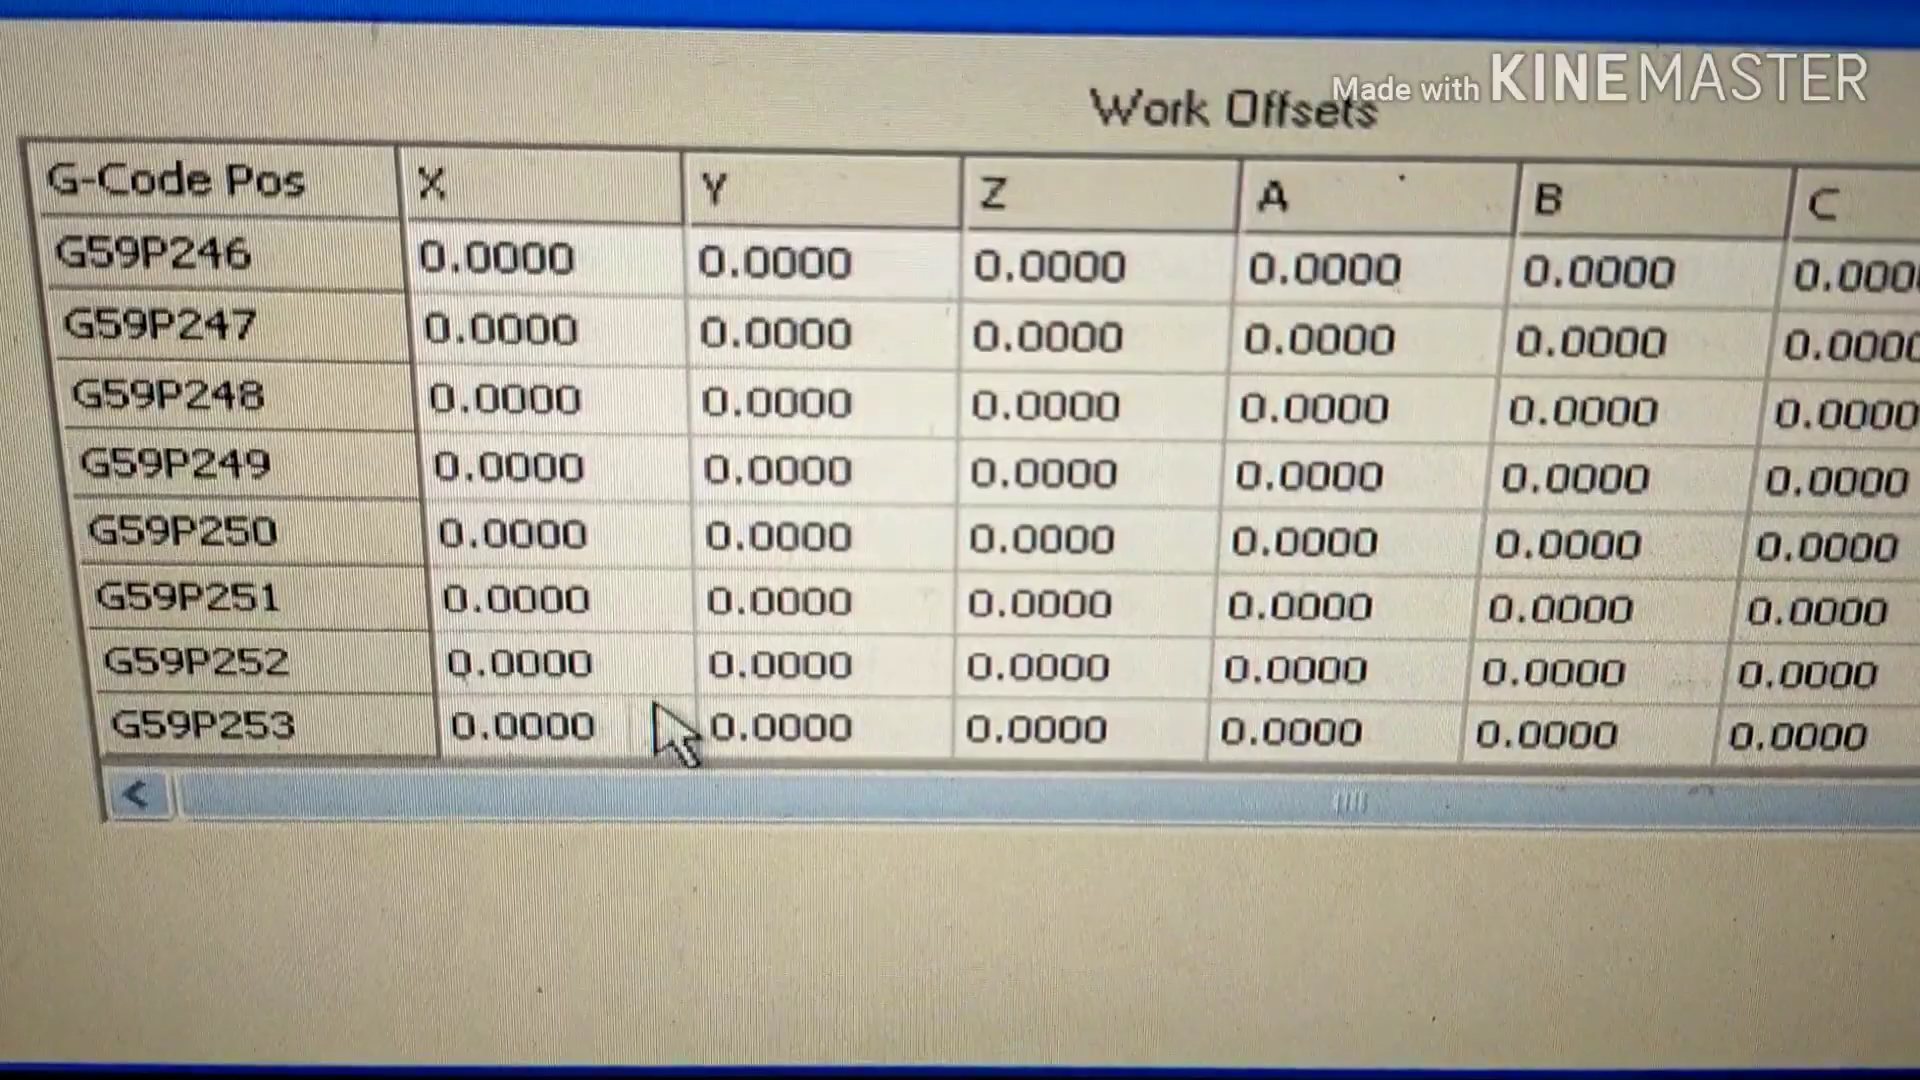 Made with KINEMASTER
Work Offsets
G-Code Pos X Y Z A B C
G59P246 0.0000 0.0000 0.0000 0.0000 0.0000 0.000
G59P247 0.0000 0.0000 0.0000 0.0000 0.0000 0.0000
G59P248 0.0000 0.0000 0.0000 0.0000 0.0000 0.0000
G59P249 0.0000 0.0000 0.0000 0.0000 0.0000 0.0000
G59P250 0.0000 0.0000 0.0000 0.0000 0.0000 0.0000
G59P251 0.0000 0.0000 0.0000 0.0000 0.0000 0.0000
G59P252 0.0000 0.0000 0.0000 0.0000 0.0000 0.0000
G59P253 0.0000 0.0000 0.0000 0.0000 0.0000 0.0000